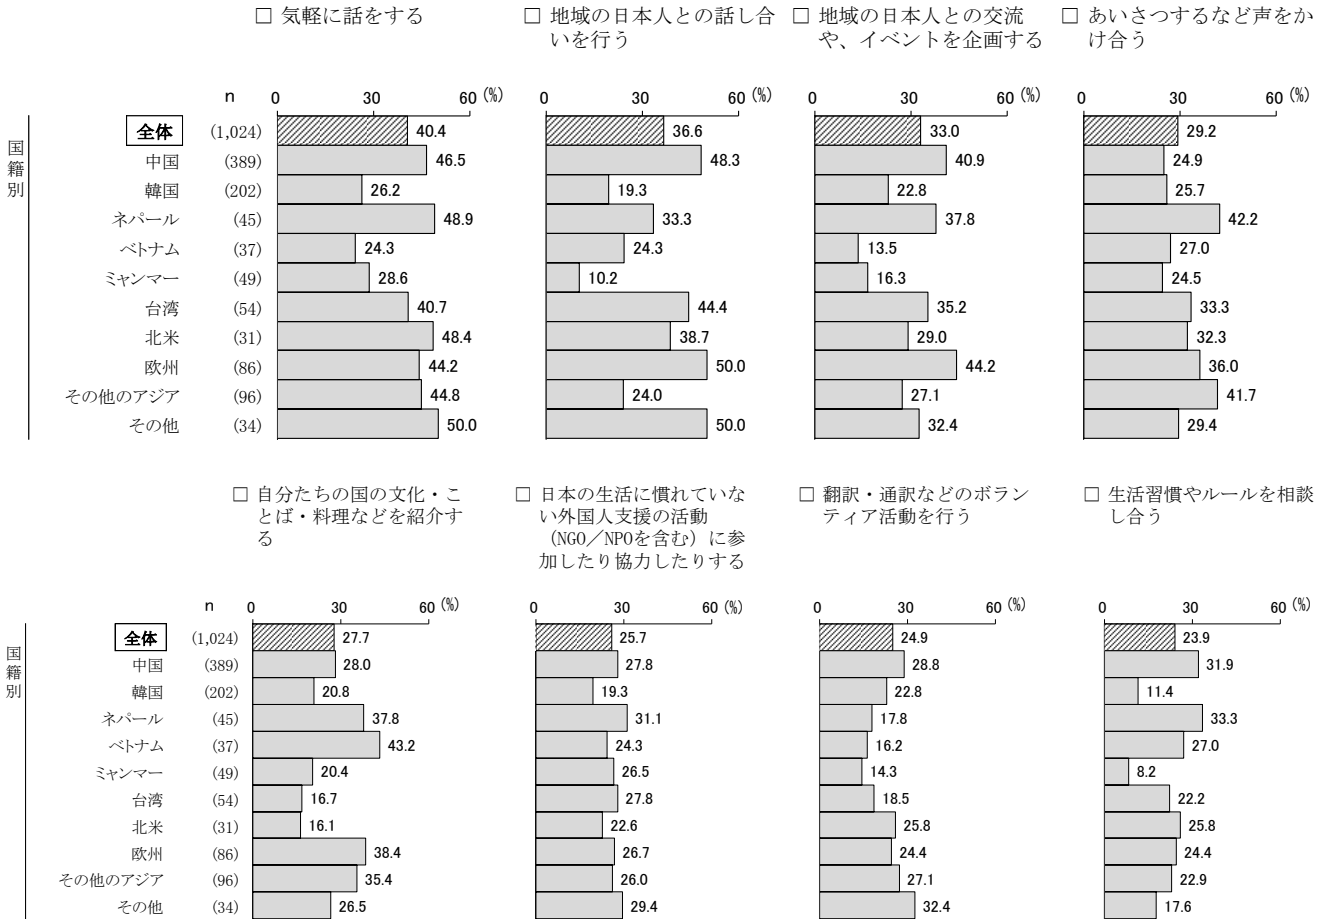 □ 気軽に話をする
□ 地域の日本人との話し合
いを行う
□ 地域の日本人との交流
や、イベントを企画する
□ あいさつするなど声をか
け合う
n 0 30 60 (%) 0 30 60 (%) 0 30 60 (%) 0 30 60 (%)
国籍別
全体 (1,024) 40.4 36.6 33.0 29.2
中国 (389) 46.5 48.3 40.9 24.9
韓国 (202) 26.2 19.3 22.8 25.7
ネパール (45) 48.9 33.3 37.8 42.2
ベトナム (37) 24.3 24.3 13.5 27.0
ミャンマー (49) 28.6 10.2 16.3 24.5
台湾 (54) 40.7 44.4 35.2 33.3
北米 (31) 48.4 38.7 29.0 32.3
欧州 (86) 44.2 50.0 44.2 36.0
その他のアジア (96) 44.8 24.0 27.1 41.7
その他 (34) 50.0 50.0 32.4 29.4
□ 自分たちの国の文化・こ
とば・料理などを紹介す
る
□ 日本の生活に慣れていな
い外国人支援の活動
（NGO／NPOを含む）に参
加したり協力したりする
□ 翻訳・通訳などのボラン
ティア活動を行う
□ 生活習慣やルールを相談
し合う
n 0 30 60 (%) 0 30 60 (%) 0 30 60 (%) 0 30 60 (%)
国籍別
全体 (1,024) 27.7 25.7 24.9 23.9
中国 (389) 28.0 27.8 28.8 31.9
韓国 (202) 20.8 19.3 22.8 11.4
ネパール (45) 37.8 31.1 17.8 33.3
ベトナム (37) 43.2 24.3 16.2 27.0
ミャンマー (49) 20.4 26.5 14.3 8.2
台湾 (54) 16.7 27.8 18.5 22.2
北米 (31) 16.1 22.6 25.8 25.8
欧州 (86) 38.4 26.7 24.4 24.4
その他のアジア (96) 35.4 26.0 27.1 22.9
その他 (34) 26.5 29.4 32.4 17.6